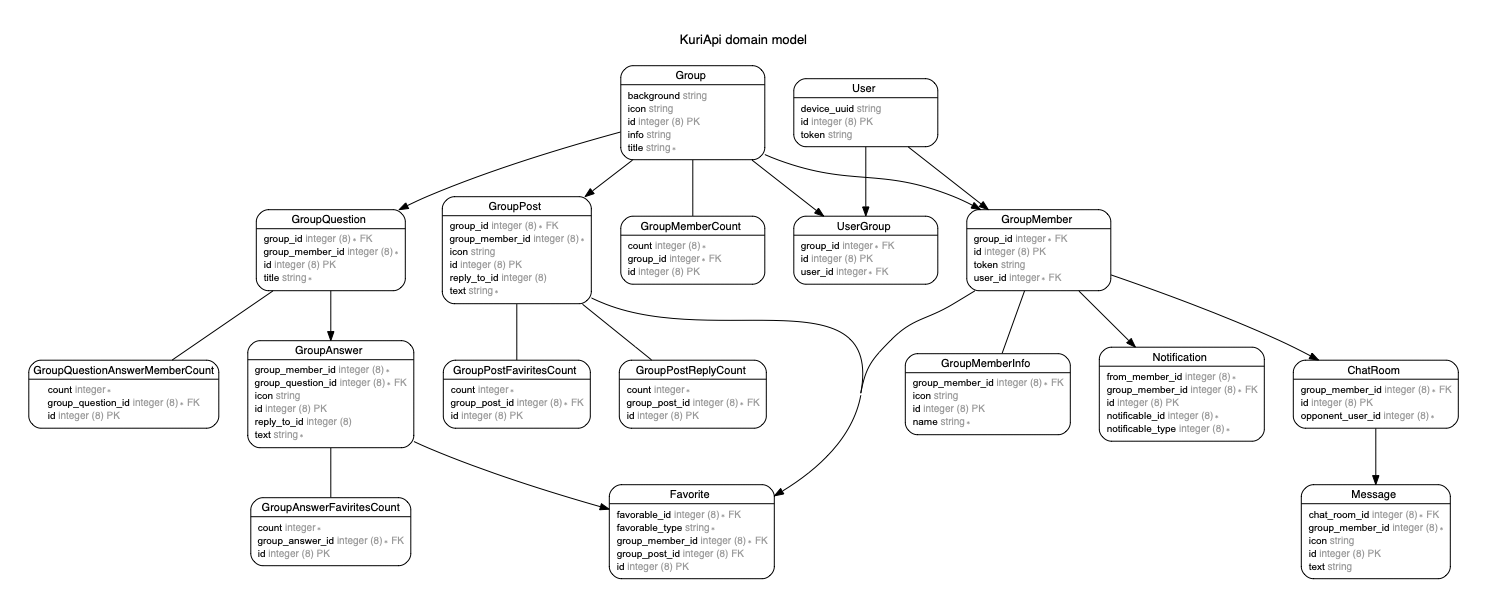 KuriApi domain model
Group
background string
icon string
id integer (8) PK
info string
title string ∗
User
device_uuid string
id integer (8) PK
token string
GroupQuestion
group_id integer (8) ∗ FK
group_member_id integer (8) ∗
id integer (8) PK
title string ∗
GroupPost
group_id integer (8) ∗ FK
group_member_id integer (8) ∗
icon string
id integer (8) PK
reply_to_id integer (8)
text string ∗
GroupMemberCount
count integer (8) ∗
group_id integer ∗ FK
id integer (8) PK
UserGroup
group_id integer ∗ FK
id integer (8) PK
user_id integer ∗ FK
GroupMember
group_id integer ∗ FK
id integer (8) PK
token string
user_id integer ∗ FK
GroupQuestionAnswerMemberCount
count integer ∗
group_question_id integer (8) ∗ FK
id integer (8) PK
GroupAnswer
group_member_id integer (8) ∗
group_question_id integer (8) ∗ FK
icon string
id integer (8) PK
reply_to_id integer (8)
text string ∗
GroupPostFaviritesCount
count integer ∗
group_post_id integer (8) ∗ FK
id integer (8) PK
GroupPostReplyCount
count integer ∗
group_post_id integer (8) ∗ FK
id integer (8) PK
GroupMemberInfo
group_member_id integer (8) ∗ FK
icon string
id integer (8) PK
name string ∗
Notification
from_member_id integer (8) ∗
group_member_id integer (8) ∗ FK
id integer (8) PK
notificable_id integer (8) ∗
notificable_type integer (8) ∗
ChatRoom
group_member_id integer (8) ∗ FK
id integer (8) PK
opponent_user_id integer (8) ∗
GroupAnswerFaviritesCount
count integer ∗
group_answer_id integer (8) ∗ FK
id integer (8) PK
Favorite
favorable_id integer (8) ∗ FK
favorable_type string ∗
group_member_id integer (8) ∗ FK
group_post_id integer (8) FK
id integer (8) PK
Message
chat_room_id integer (8) ∗ FK
group_member_id integer (8) ∗
icon string
id integer (8) PK
text string